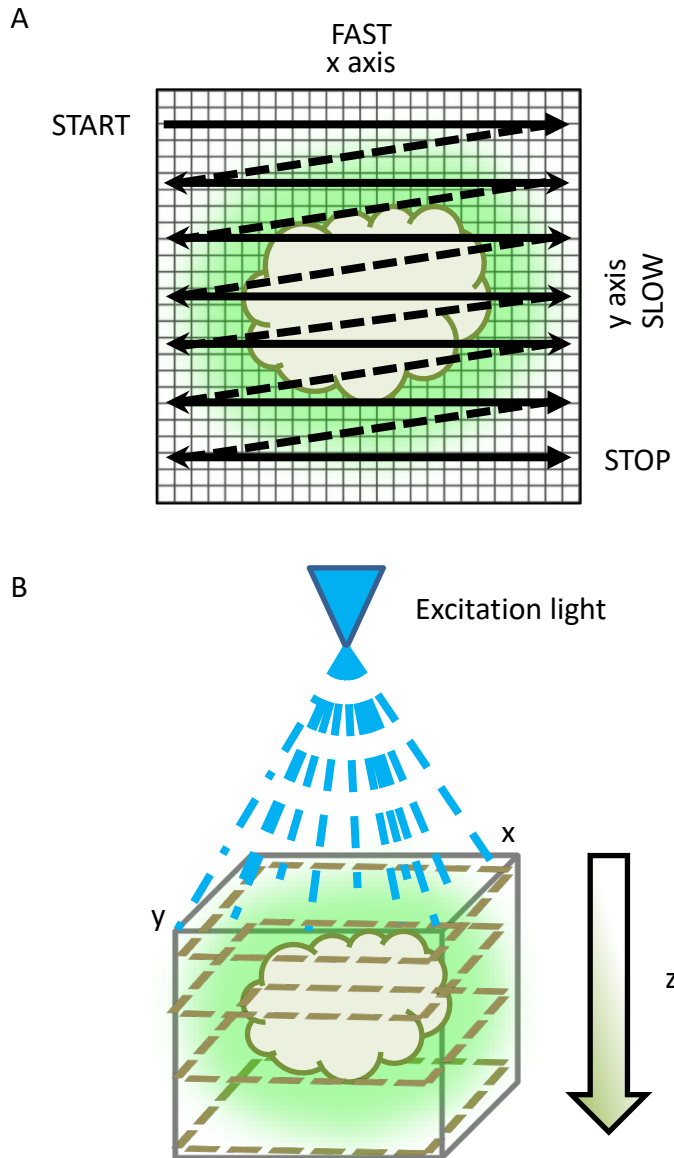 A
FAST
x axis
START
y axis
SLOW
STOP
B
Excitation light
x
y
z